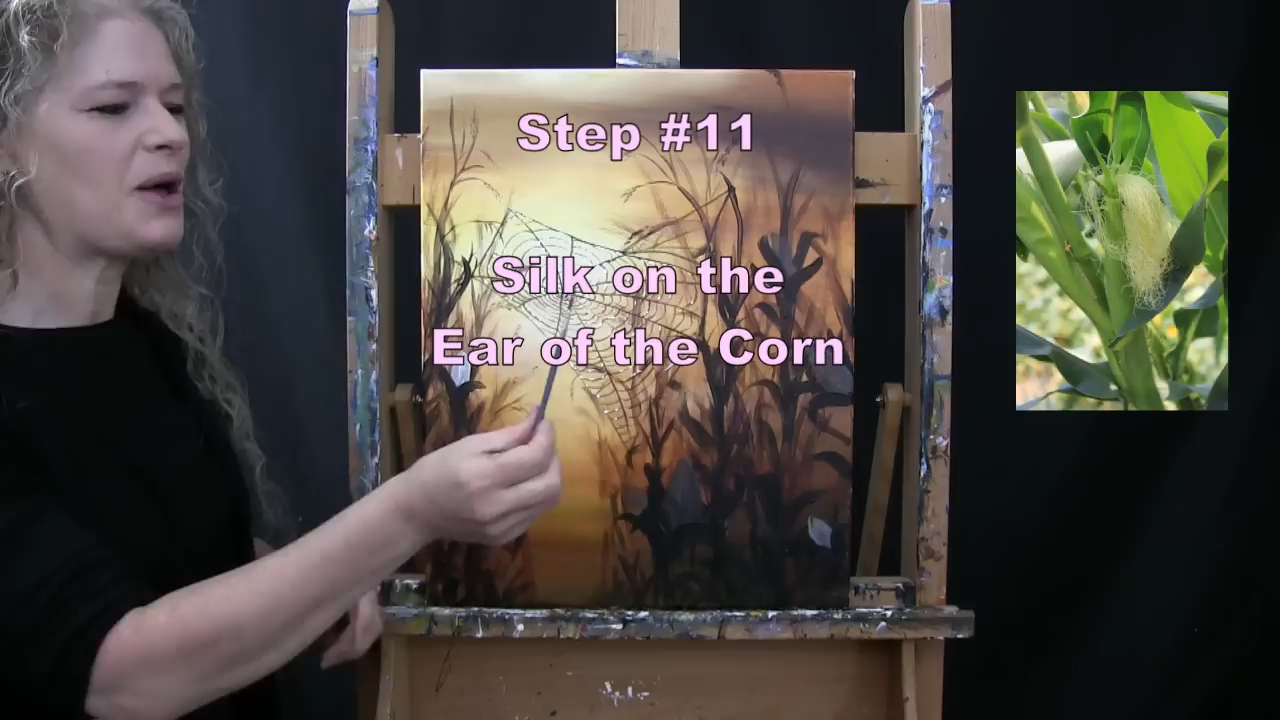 Step #11
Silk on the
Ear of the Corn